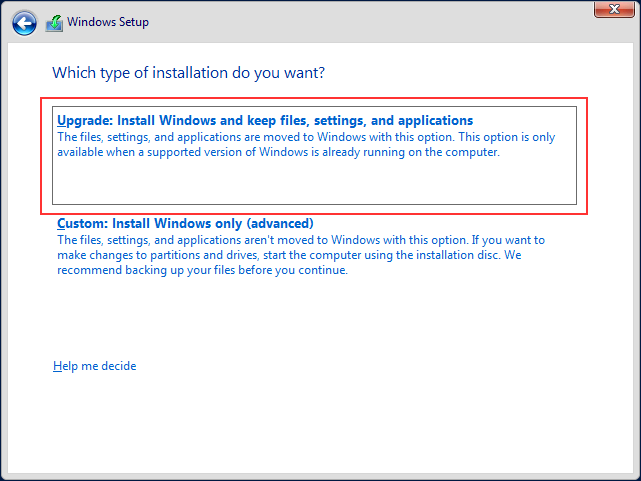 Windows Setup
Which type of installation do you want?
Upgrade: Install Windows and keep files, settings, and applications
The files, settings, and applications are moved to Windows with this option. This option is only
available when a supported version of Windows is already running on the computer.
Custom: Install Windows only (advanced)
The files, settings, and applications aren't moved to Windows with this option. If you want to
make changes to partitions and drives, start the computer using the installation disc. We
recommend backing up your files before you continue.
Help me decide